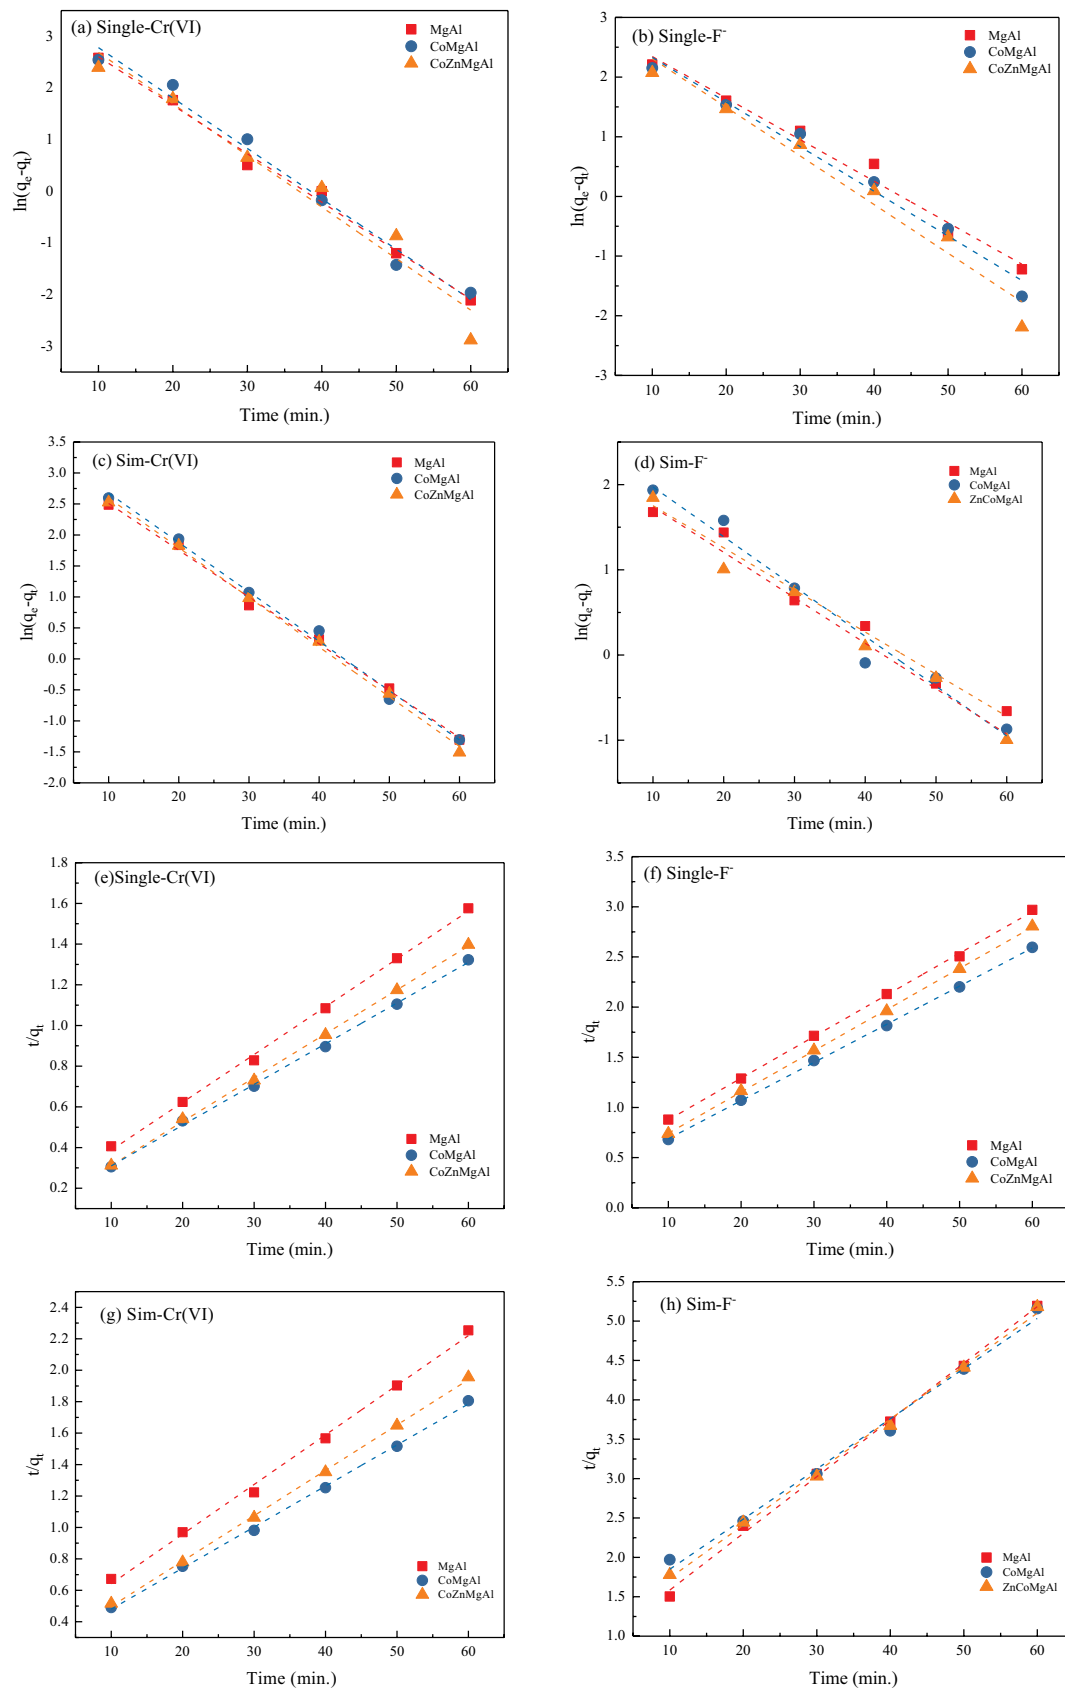 (a) Single-Cr(VI)
MgAl
CoMgAl
CoZnMgAl
3
2
1
0
-1
-2
-3
ln(qₑ-qₜ)
10 20 30 40 50 60
Time (min.)
(b) Single-F⁻
MgAl
CoMgAl
CoZnMgAl
3
2
1
0
-1
-2
-3
ln(qₑ-qₜ)
10 20 30 40 50 60
Time (min.)
(c) Sim-Cr(VI)
MgAl
CoMgAl
CoZnMgAl
3.5
3.0
2.5
2.0
1.5
1.0
0.5
0.0
-0.5
-1.0
-1.5
-2.0
ln(qₑ-qₜ)
10 20 30 40 50 60
Time (min.)
(d) Sim-F⁻
MgAl
CoMgAl
ZnCoMgAl
2
1
0
-1
ln(qₑ-qₜ)
10 20 30 40 50 60
Time (min.)
(e)Single-Cr(VI)
1.8
1.6
1.4
1.2
1.0
0.8
0.6
0.4
0.2
t/qₜ
MgAl
CoMgAl
CoZnMgAl
10 20 30 40 50 60
Time (min.)
(f) Single-F⁻
3.5
3.0
2.5
2.0
1.5
1.0
0.5
0.0
t/qₜ
MgAl
CoMgAl
CoZnMgAl
10 20 30 40 50 60
Time (min.)
(g) Sim-Cr(VI)
2.4
2.2
2.0
1.8
1.6
1.4
1.2
1.0
0.8
0.6
0.4
t/qₜ
MgAl
CoMgAl
CoZnMgAl
10 20 30 40 50 60
Time (min.)
(h) Sim-F⁻
5.5
5.0
4.5
4.0
3.5
3.0
2.5
2.0
1.5
1.0
t/qₜ
MgAl
CoMgAl
ZnCoMgAl
10 20 30 40 50 60
Time (min.)